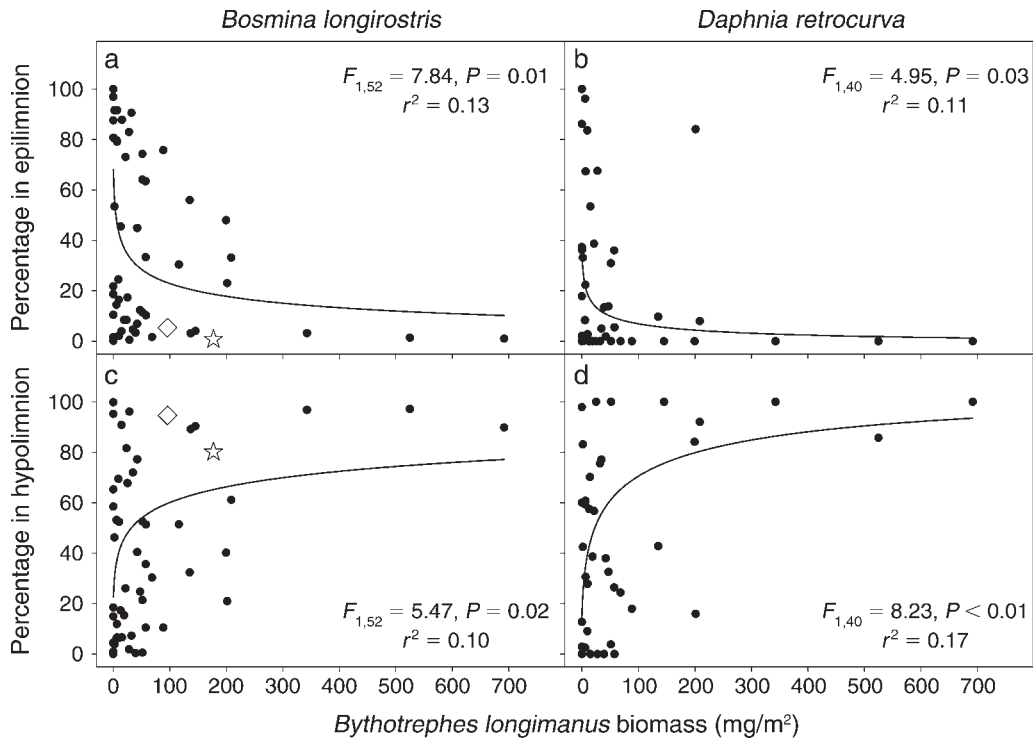 Bosmina longirostris
Daphnia retrocurva
a
F1,52 = 7.84, P = 0.01
r² = 0.13
b
F1,40 = 4.95, P = 0.03
r² = 0.11
Percentage in epilimnion
100
80
60
40
20
0
c
F1,52 = 5.47, P = 0.02
r² = 0.10
d
F1,40 = 8.23, P < 0.01
r² = 0.17
Percentage in hypolimnion
100
80
60
40
20
0
0 100 200 300 400 500 600 700
0 100 200 300 400 500 600 700
Bythotrephes longimanus biomass (mg/m²)